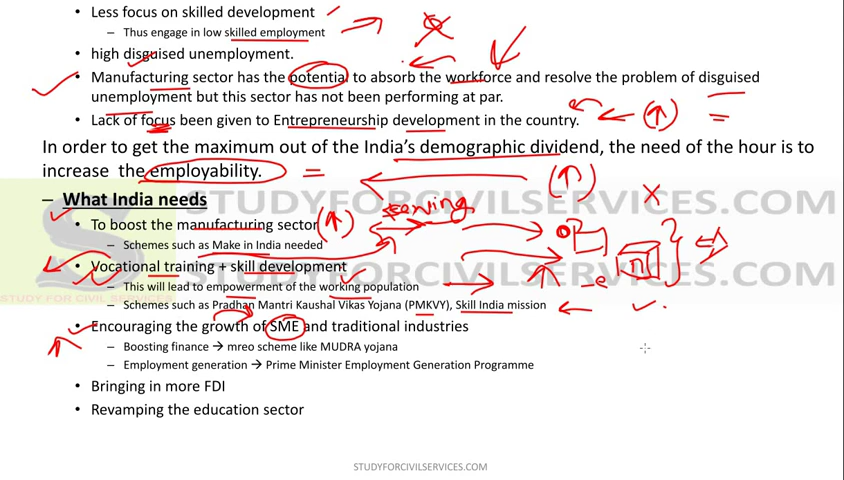 • Less focus on skilled development
– Thus engage in low skilled employment
• high disguised unemployment.
• Manufacturing sector has the potential to absorb the workforce and resolve the problem of disguised
unemployment but this sector has not been performing at par.
• Lack of focus been given to Entrepreneurship development in the country.
In order to get the maximum out of the India's demographic dividend, the need of the hour is to
increase the employability.
– What India needs
STUDYFORCIVILSERVICES.COM
• To boost the manufacturing sector
– Schemes such as Make in India needed
• Vocational training + skill development
– This will lead to empowerment of the working population
STUDY FOR CIVIL SERVICES
FORCIVILSERVICES.COM
– Schemes such as Pradhan Mantri Kaushal Vikas Yojana (PMKVY), Skill India mission
• Encouraging the growth of SME and traditional industries
– Boosting finance → mreo scheme like MUDRA yojana
– Employment generation → Prime Minister Employment Generation Programme
• Bringing in more FDI
• Revamping the education sector
STUDYFORCIVILSERVICES.COM